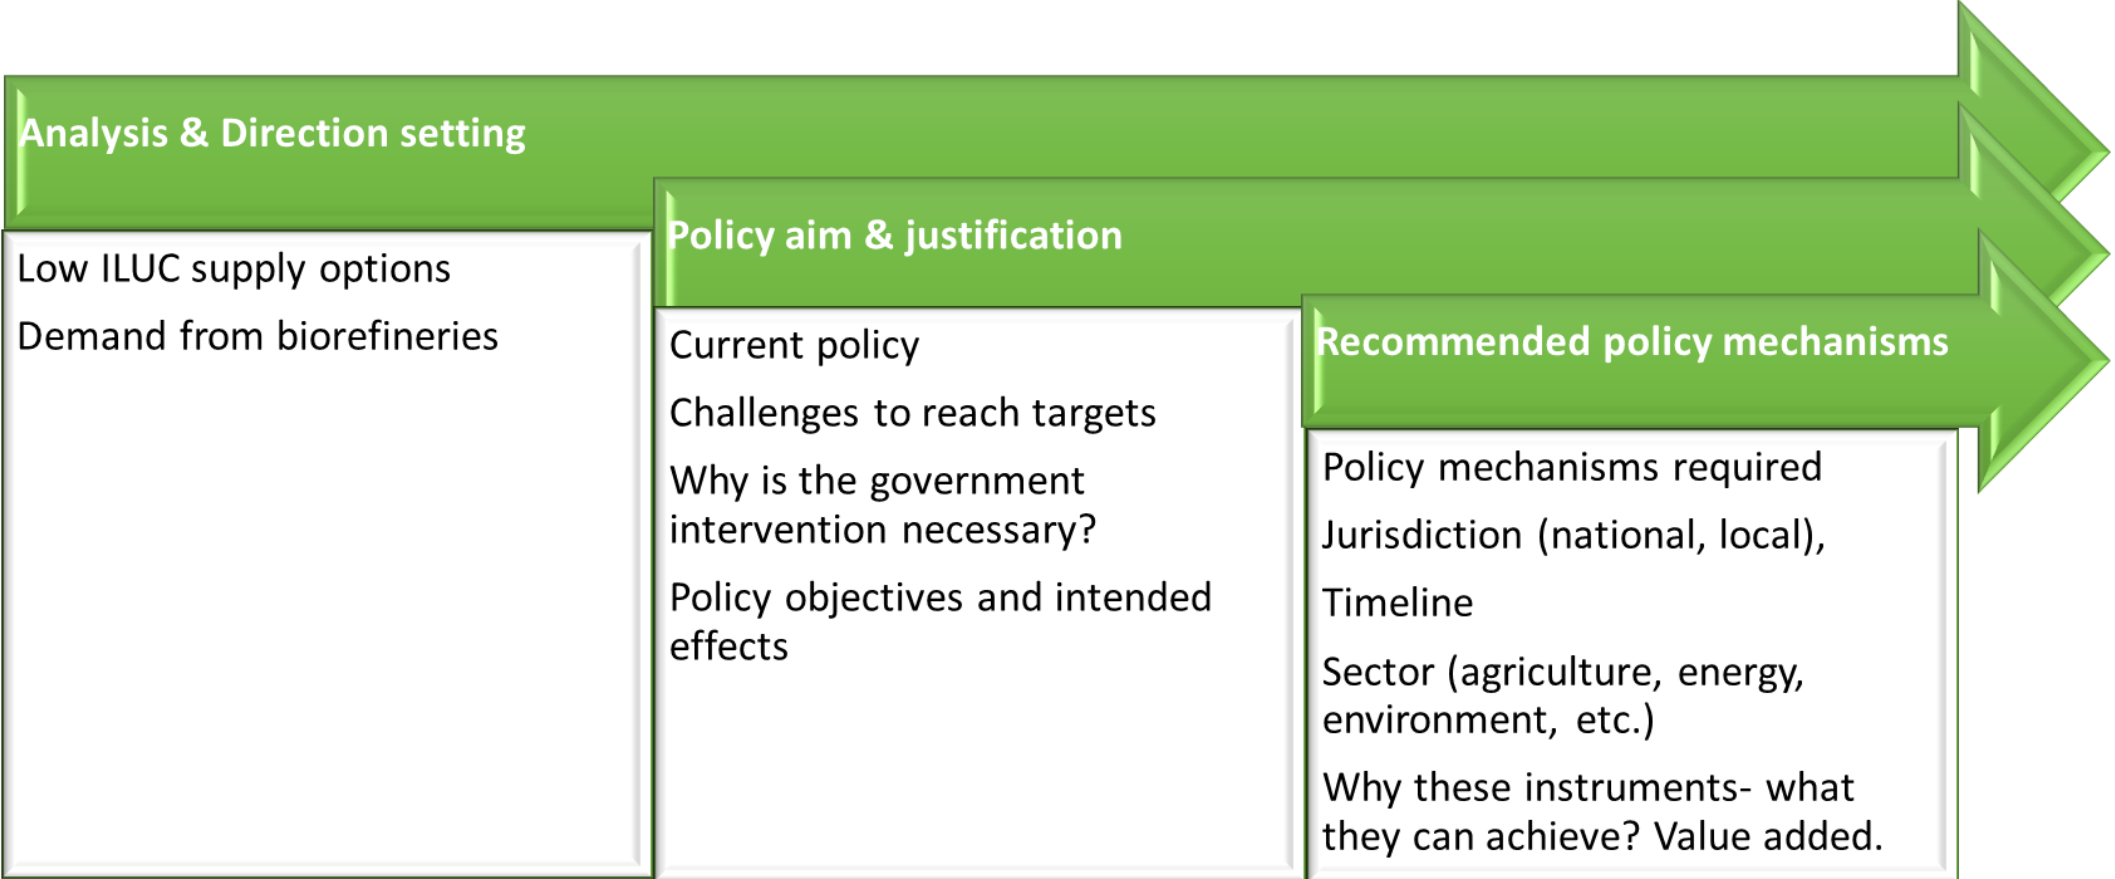 Analysis & Direction setting
Low ILUC supply options
Demand from biorefineries
Policy aim & justification
Current policy
Challenges to reach targets
Why is the government
intervention necessary?
Policy objectives and intended
effects
Recommended policy mechanisms
Policy mechanisms required
Jurisdiction (national, local),
Timeline
Sector (agriculture, energy,
environment, etc.)
Why these instruments- what
they can achieve? Value added.